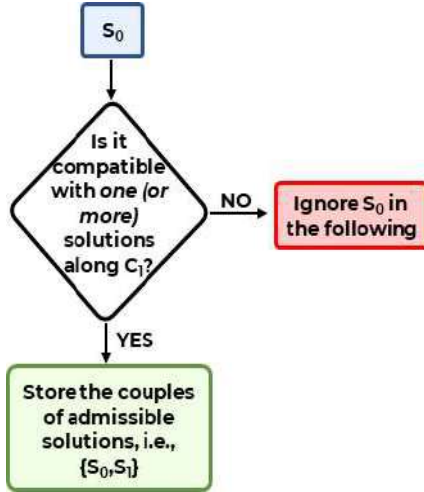 S₀
Is it
compatible
with one (or
more)
solutions
along C₁?
NO
Ignore S₀ in
the following
YES
Store the couples
of admissible
solutions, i.e.,
{S₀,S₁}